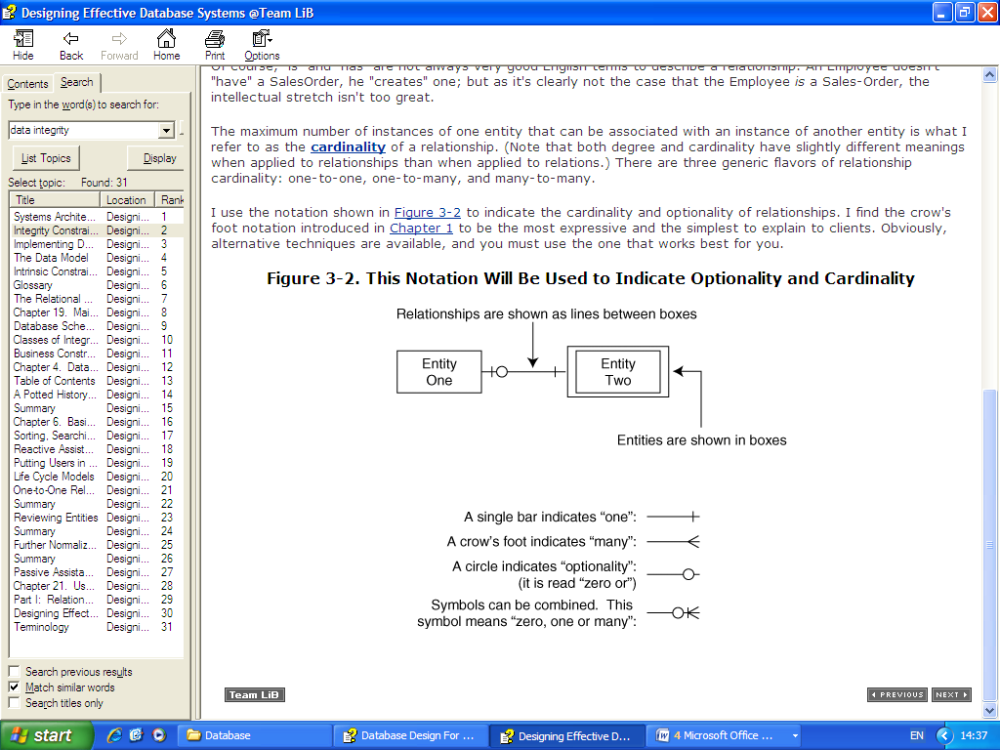 Designing Effective Database Systems @Team LiB
Hide Back Forward Home Print Options
Contents Search
Type in the word(s) to search for:
data integrity
List Topics Display
Select topic: Found: 31
Title Location Rank
Systems Archite... Designi... 1
Integrity Constrai... Designi... 2
Implementing D... Designi... 3
The Data Model Designi... 4
Intrinsic Constrai... Designi... 5
Glossary Designi... 6
The Relational ... Designi... 7
Chapter 19. Mai... Designi... 8
Database Sche... Designi... 9
Classes of Integr... Designi... 10
Business Constr... Designi... 11
Chapter 4. Data... Designi... 12
Table of Contents Designi... 13
A Potted History... Designi... 14
Summary Designi... 15
Chapter 6. Basi... Designi... 16
Sorting, Searchi... Designi... 17
Reactive Assist... Designi... 18
Putting Users in ... Designi... 19
Life Cycle Models Designi... 20
One-to-One Rel... Designi... 21
Summary Designi... 22
Reviewing Entities Designi... 23
Summary Designi... 24
Further Normaliz... Designi... 25
Summary Designi... 26
Passive Assista... Designi... 27
Chapter 21. Us... Designi... 28
Part I: Relation... Designi... 29
Designing Effect... Designi... 30
Terminology Designi... 31
Search previous results
Match similar words
Search titles only
Of course, "is" and "has" are not always very good English terms to describe a relationship. An Employee doesn't
"have" a SalesOrder, he "creates" one; but as it's clearly not the case that the Employee is a Sales-Order, the
intellectual stretch isn't too great.
The maximum number of instances of one entity that can be associated with an instance of another entity is what I
refer to as the cardinality of a relationship. (Note that both degree and cardinality have slightly different meanings
when applied to relationships than when applied to relations.) There are three generic flavors of relationship
cardinality: one-to-one, one-to-many, and many-to-many.
I use the notation shown in Figure 3-2 to indicate the cardinality and optionality of relationships. I find the crow's
foot notation introduced in Chapter 1 to be the most expressive and the simplest to explain to clients. Obviously,
alternative techniques are available, and you must use the one that works best for you.
Figure 3-2. This Notation Will Be Used to Indicate Optionality and Cardinality
Relationships are shown as lines between boxes
Entity
One
Entity
Two
Entities are shown in boxes
A single bar indicates “one”:
A crow’s foot indicates “many”:
A circle indicates “optionality”:
(it is read “zero or”)
Symbols can be combined. This
symbol means “zero, one or many”:
Team LiB
PREVIOUS NEXT
start Database Database Design For ... Designing Effective D... 4 Microsoft Office ... EN 14:37